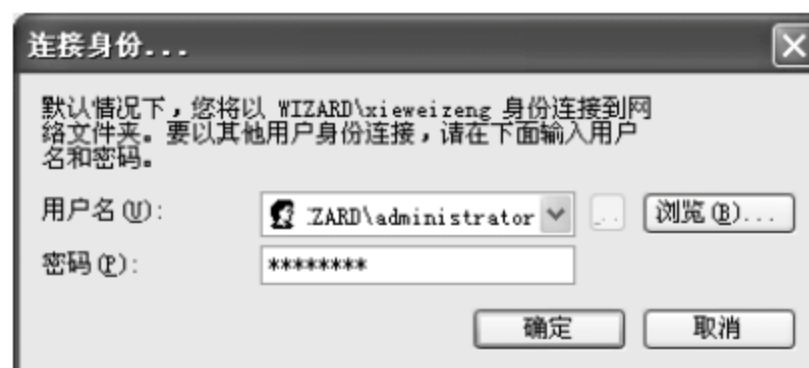 连接身份...
默认情况下，您将以 WIZARD\xieweizeng 身份连接到网
络文件夹。要以其他用户身份连接，请在下面输入用户
名和密码。
用户名(U): ZARD\administrator ... 浏览(B)...
密码(P): ********
确定 取消